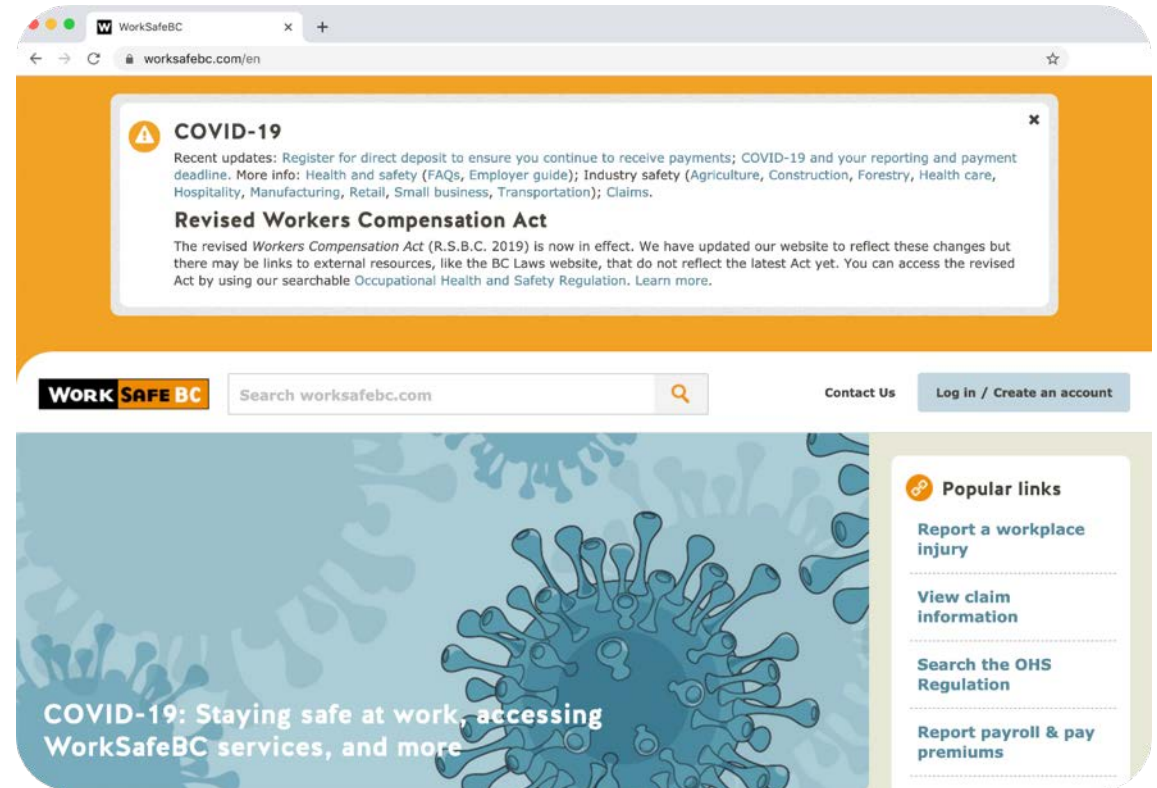 WorkSafeBC
worksafebc.com/en
COVID-19
Recent updates: Register for direct deposit to ensure you continue to receive payments; COVID-19 and your reporting and payment
deadline. More info: Health and safety (FAQs, Employer guide); Industry safety (Agriculture, Construction, Forestry, Health care,
Hospitality, Manufacturing, Retail, Small business, Transportation); Claims.
Revised Workers Compensation Act
The revised Workers Compensation Act (R.S.B.C. 2019) is now in effect. We have updated our website to reflect these changes but
there may be links to external resources, like the BC Laws website, that do not reflect the latest Act yet. You can access the revised
Act by using our searchable Occupational Health and Safety Regulation. Learn more.
WORK SAFE BC
Search worksafebc.com
Contact Us
Log in / Create an account
COVID-19: Staying safe at work, accessing
WorkSafeBC services, and more
Popular links
Report a workplace
injury
View claim
information
Search the OHS
Regulation
Report payroll & pay
premiums